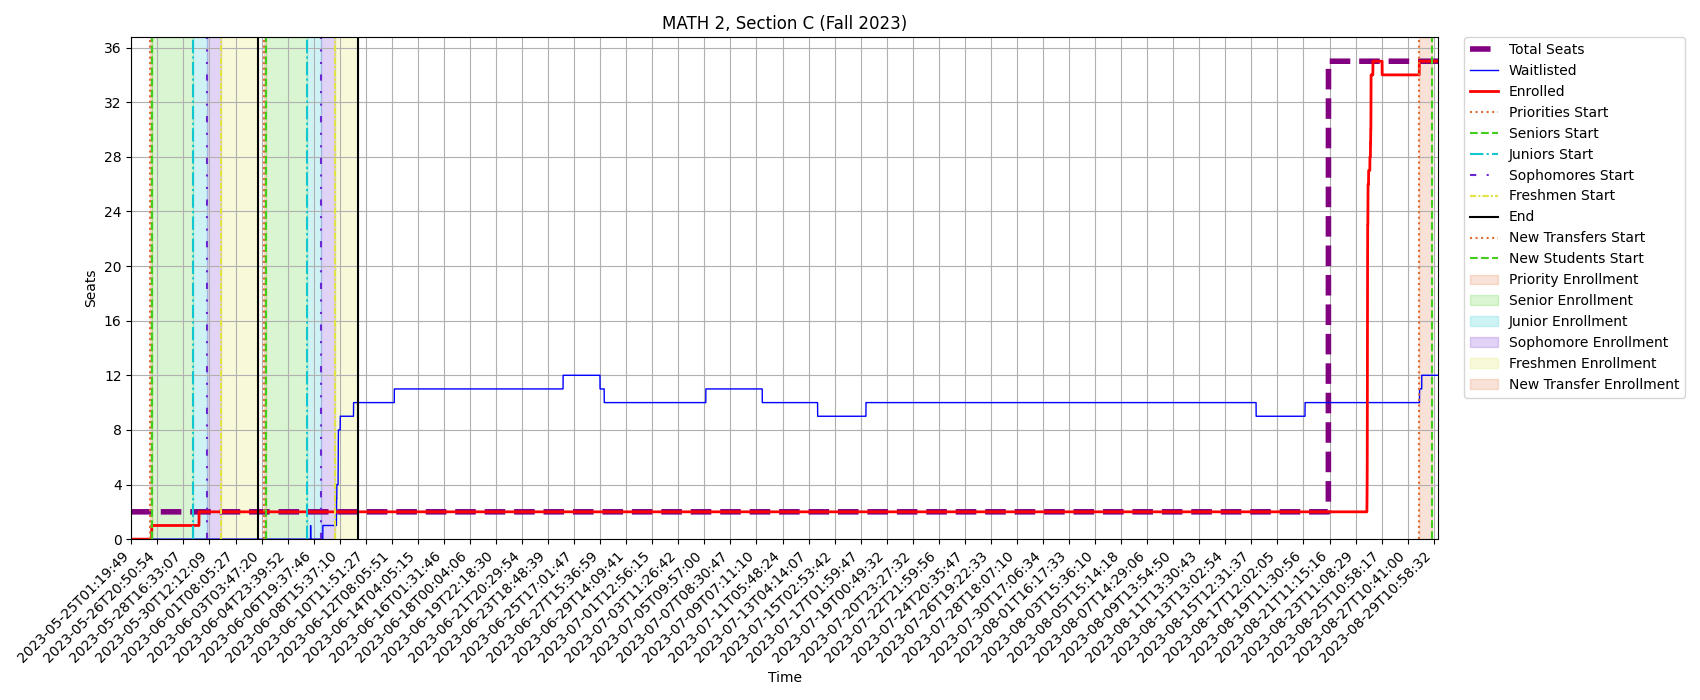 MATH 2, Section C (Fall 2023)
Seats
36
32
28
24
20
16
12
8
4
0
2023-05-25T01:19:49
2023-05-26T20:50:54
2023-05-28T16:33:07
2023-05-30T12:12:09
2023-06-01T08:05:27
2023-06-03T03:47:20
2023-06-04T23:39:52
2023-06-06T19:37:46
2023-06-08T15:37:10
2023-06-10T11:51:27
2023-06-12T08:05:51
2023-06-14T04:05:15
2023-06-16T01:31:46
2023-06-18T00:04:06
2023-06-19T22:18:30
2023-06-21T20:29:54
2023-06-23T18:48:39
2023-06-25T17:01:47
2023-06-27T15:36:59
2023-06-29T14:09:41
2023-07-01T12:56:15
2023-07-03T11:26:42
2023-07-05T09:57:00
2023-07-07T08:30:47
2023-07-09T07:11:10
2023-07-11T05:48:24
2023-07-13T04:14:07
2023-07-15T02:53:42
2023-07-17T01:59:47
2023-07-19T00:49:32
2023-07-20T23:27:32
2023-07-22T21:59:56
2023-07-24T20:35:47
2023-07-26T19:22:33
2023-07-28T18:07:10
2023-07-30T17:06:34
2023-08-01T16:17:33
2023-08-03T15:36:10
2023-08-05T15:14:18
2023-08-07T14:29:06
2023-08-09T13:54:50
2023-08-11T13:30:43
2023-08-13T13:02:54
2023-08-15T12:31:37
2023-08-17T12:02:05
2023-08-19T11:30:56
2023-08-21T11:15:16
2023-08-23T11:08:29
2023-08-25T10:58:17
2023-08-27T10:41:00
2023-08-29T10:58:32
Time
Total Seats
Waitlisted
Enrolled
Priorities Start
Seniors Start
Juniors Start
Sophomores Start
Freshmen Start
End
New Transfers Start
New Students Start
Priority Enrollment
Senior Enrollment
Junior Enrollment
Sophomore Enrollment
Freshmen Enrollment
New Transfer Enrollment